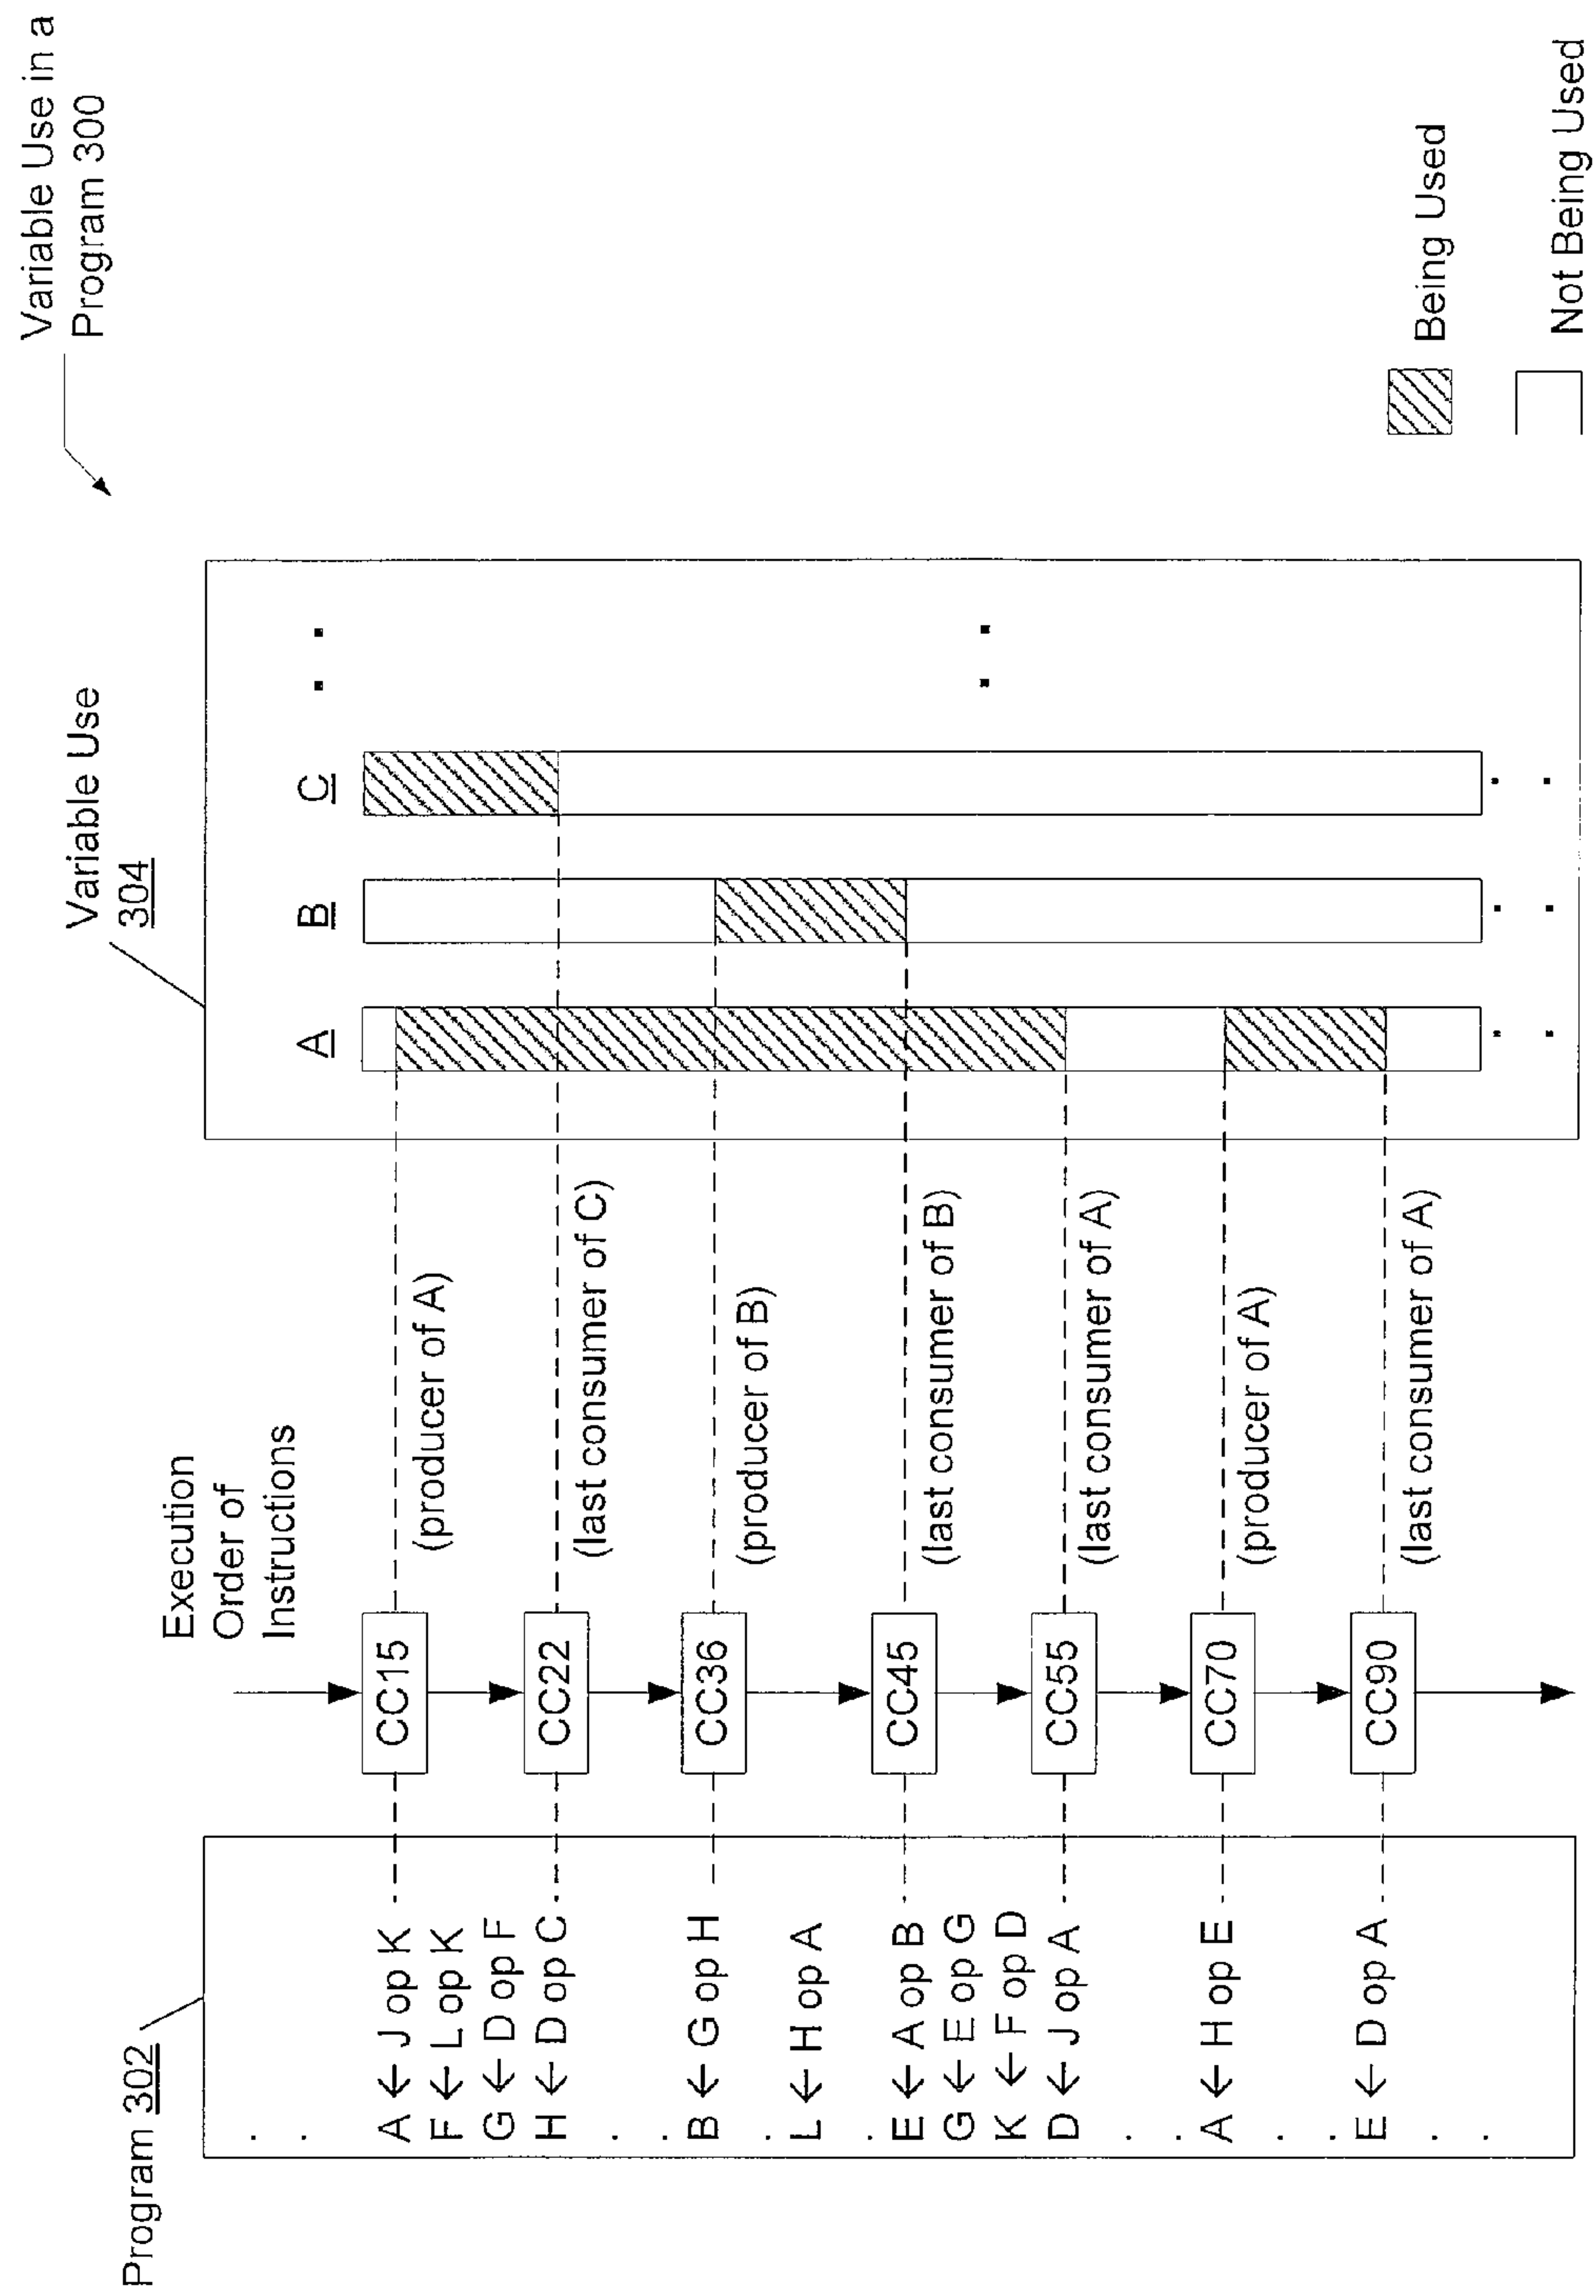 Variable Use in a
Program 300
Program 302
A ← J op K
F ← L op K
G ← D op F
H ← D op C
B ← G op H
L ← H op A
E ← A op B
G ← E op G
K ← F op D
D ← J op A
A ← H op E
E ← D op A
Execution
Order of
Instructions
CC15
(producer of A)
CC22
(last consumer of C)
CC36
(producer of B)
CC45
(last consumer of B)
CC55
(last consumer of A)
CC70
(producer of A)
CC90
(last consumer of A)
Variable Use
304
A
B
C
Being Used
Not Being Used